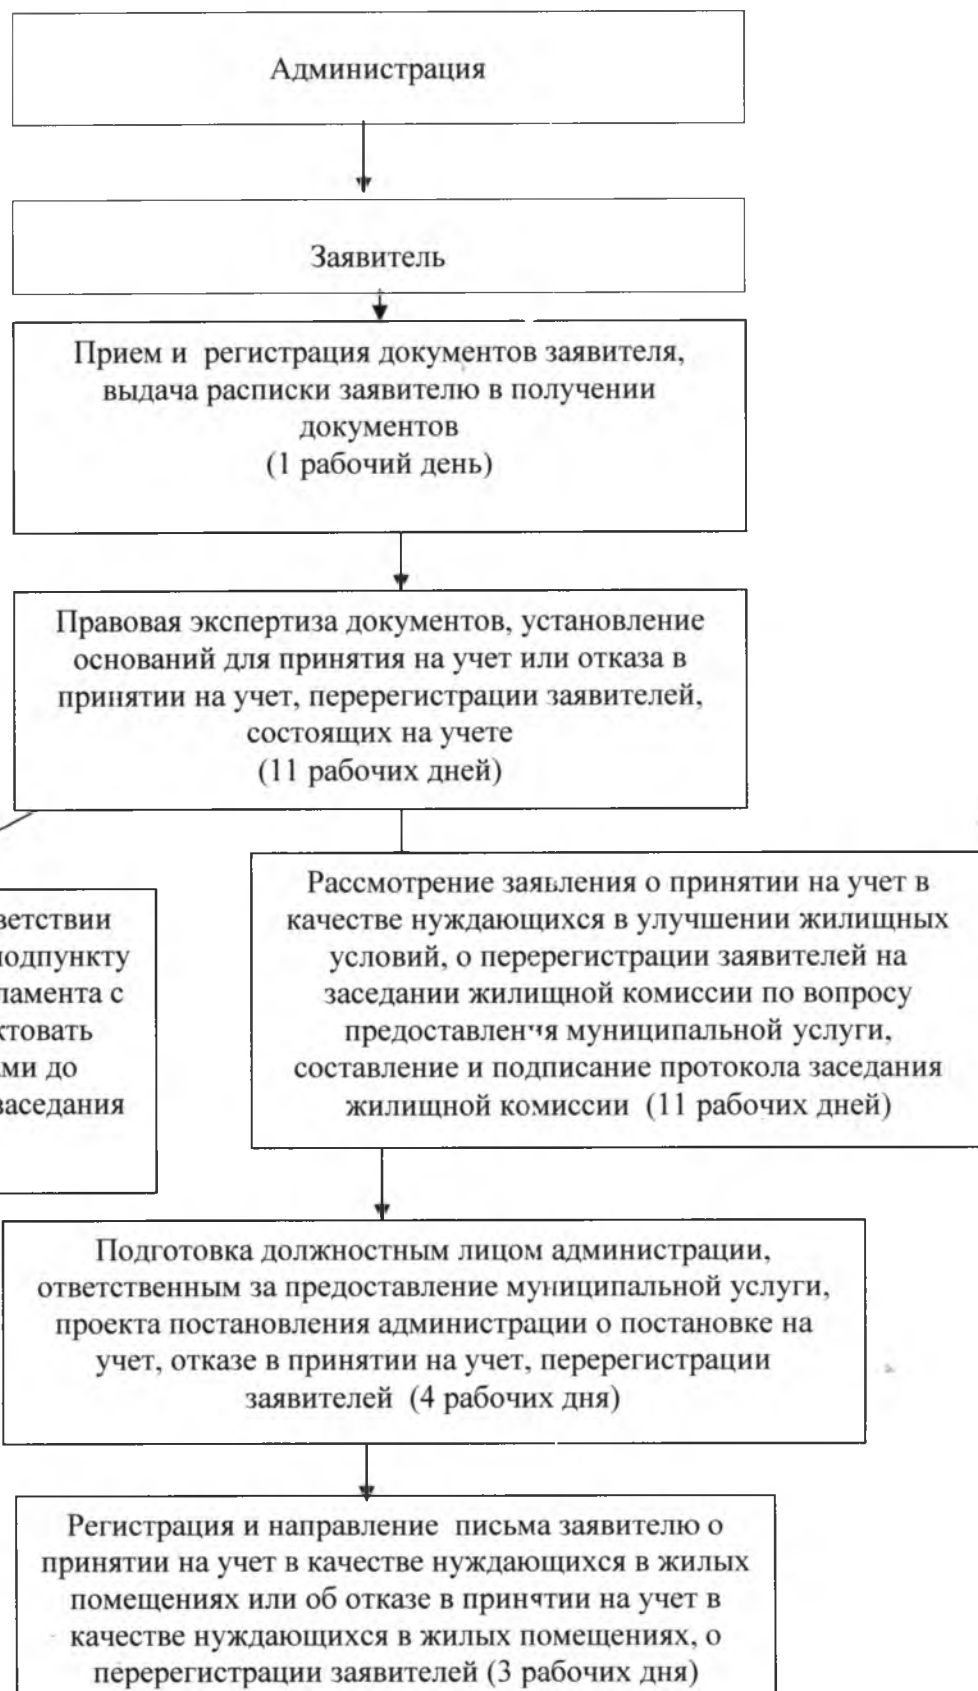 Администрация
Заявитель
Прием и регистрация документов заявителя,
выдача расписки заявителю в получении
документов
(1 рабочий день)
Правовая экспертиза документов, установление
оснований для принятия на учет или отказа в
принятии на учет, перерегистрации заявителей,
состоящих на учете
(11 рабочих дней)
ветствии
подпункту
ламента с
ктовать
ми до
заседания
Рассмотрение заявления о принятии на учет в
качестве нуждающихся в улучшении жилищных
условий, о перерегистрации заявителей на
заседании жилищной комиссии по вопросу
предоставления муниципальной услуги,
составление и подписание протокола заседания
жилищной комиссии (11 рабочих дней)
Подготовка должностным лицом администрации,
ответственным за предоставление муниципальной услуги,
проекта постановления администрации о постановке на
учет, отказе в принятии на учет, перерегистрации
заявителей (4 рабочих дня)
Регистрация и направление письма заявителю о
принятии на учет в качестве нуждающихся в жилых
помещениях или об отказе в принятии на учет в
качестве нуждающихся в жилых помещениях, о
перерегистрации заявителей (3 рабочих дня)